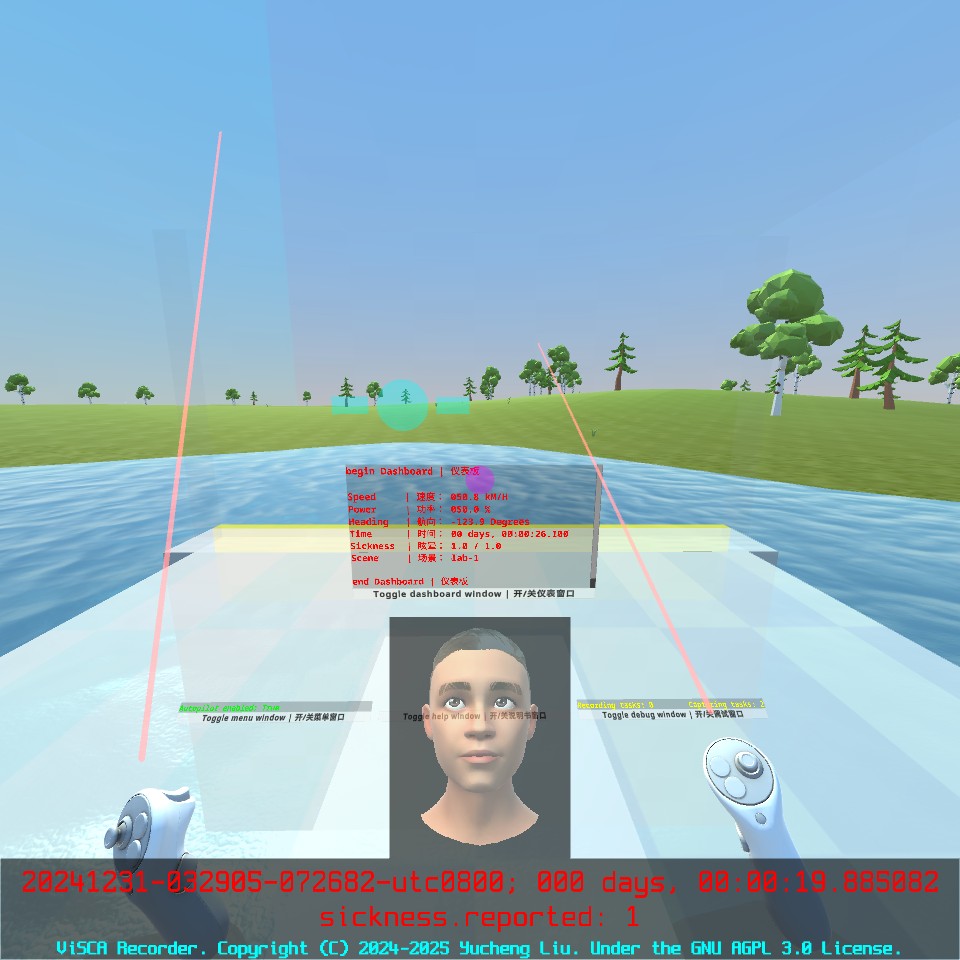 begin Dashboard | 仪表板
Speed | 速度： 050.8 kM/H
Power | 功率： 050.0 %
Heading | 航向： -123.9 Degrees
Time | 时间： 00 days, 00:00:26.100
Sickness | 眩晕： 1.0 / 1.0
Scene | 场景： lab-1
end Dashboard | 仪表板
Toggle dashboard window | 开/关仪表窗口
Autopilot enabled: True
Toggle menu window | 开/关菜单窗口
Toggle help window | 开/关说明书窗口
Recording tasks: 0 Capturing tasks: 2
Toggle debug window | 开/关调试窗口
20241231-032905-072682-utc0800; 000 days, 00:00:19.885082
sickness.reported: 1
ViSCA Recorder. Copyright (C) 2024-2025 Yucheng Liu. Under the GNU AGPL 3.0 License.